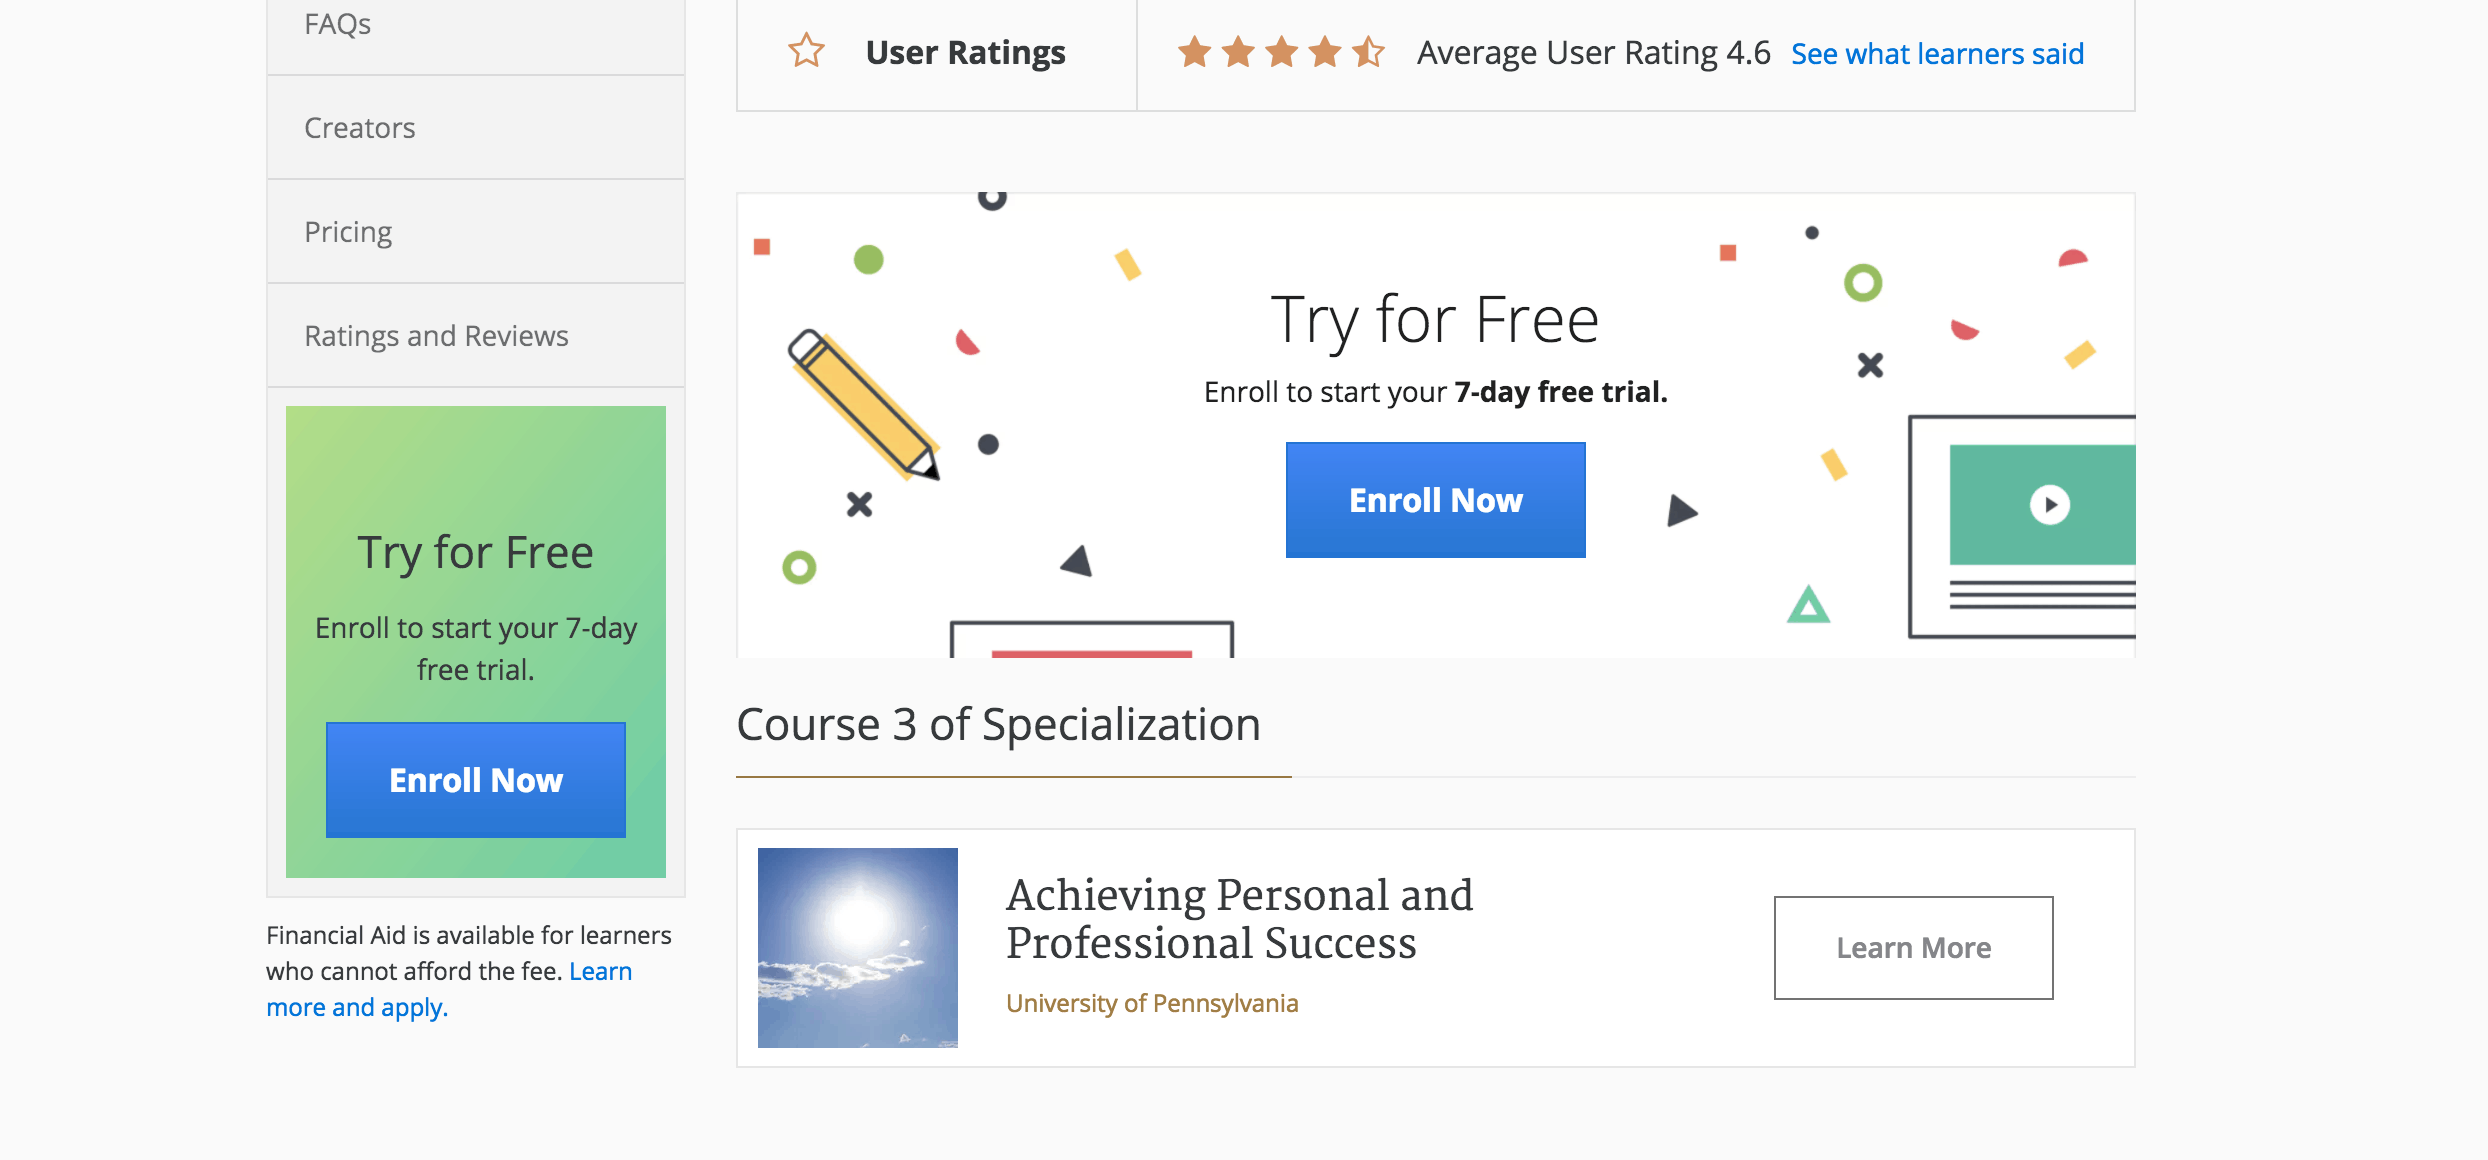 FAQs
Creators
Pricing
Ratings and Reviews
Try for Free
Enroll to start your 7-day
free trial.
Enroll Now
Financial Aid is available for learners
who cannot afford the fee. Learn
more and apply.
User Ratings
Average User Rating 4.6 See what learners said
Try for Free
Enroll to start your 7-day free trial.
Enroll Now
Course 3 of Specialization
Achieving Personal and
Professional Success
University of Pennsylvania
Learn More